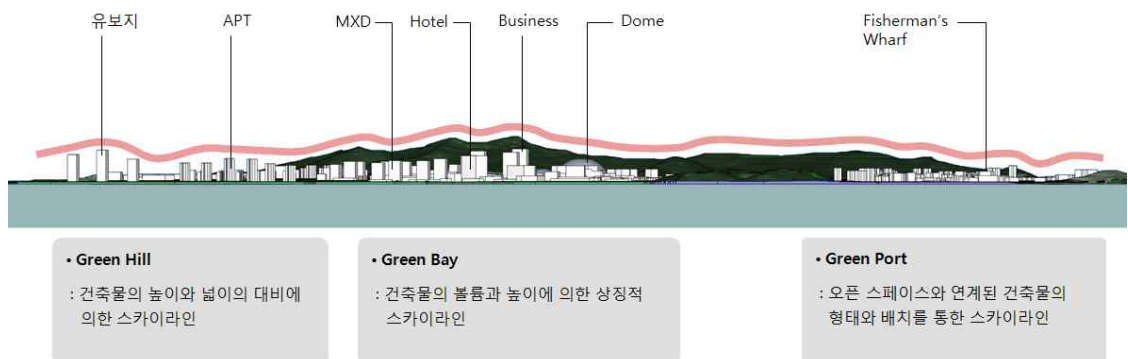 유보지
APT
MXD
Hotel
Business
Dome
Fisherman's
Wharf
• Green Hill
: 건축물의 높이와 넓이의 대비에
의한 스카이라인
• Green Bay
: 건축물의 볼륨과 높이에 의한 상징적
스카이라인
• Green Port
: 오픈 스페이스와 연계된 건축물의
형태와 배치를 통한 스카이라인